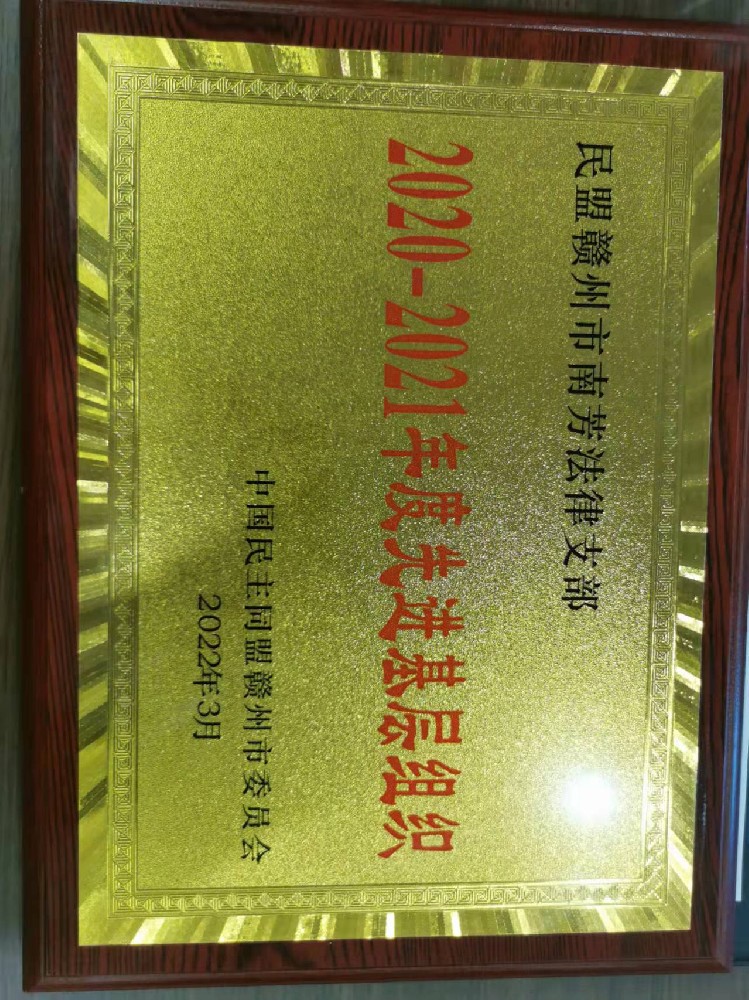 民盟赣州市南芳法律支部
2020-2021年度先进基层组织
中国民主同盟赣州市委员会
2022年3月